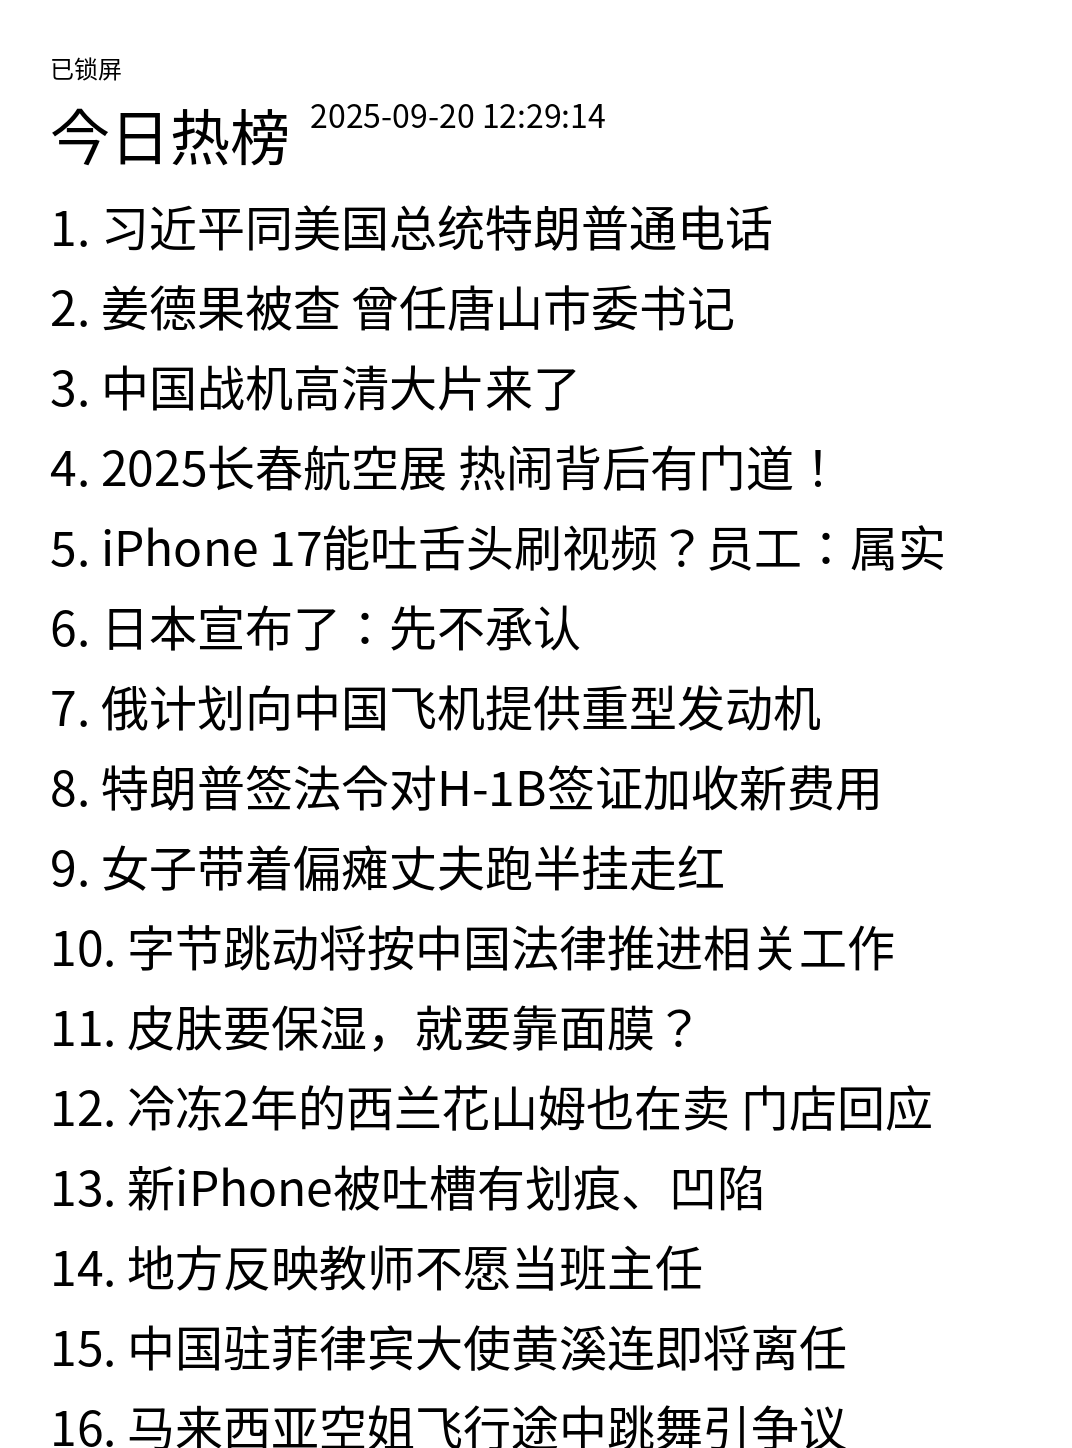 已锁屏
今日热榜 2025-09-20 12:29:14
1. 习近平同美国总统特朗普通电话
2. 姜德果被查 曾任唐山市委书记
3. 中国战机高清大片来了
4. 2025长春航空展 热闹背后有门道！
5. iPhone 17能吐舌头刷视频？员工：属实
6. 日本宣布了：先不承认
7. 俄计划向中国飞机提供重型发动机
8. 特朗普签法令对H-1B签证加收新费用
9. 女子带着偏瘫丈夫跑半挂走红
10. 字节跳动将按中国法律推进相关工作
11. 皮肤要保湿，就要靠面膜？
12. 冷冻2年的西兰花山姆也在卖 门店回应
13. 新iPhone被吐槽有划痕、凹陷
14. 地方反映教师不愿当班主任
15. 中国驻菲律宾大使黄溪连即将离任
16. 马来西亚空姐飞行途中跳舞引争议